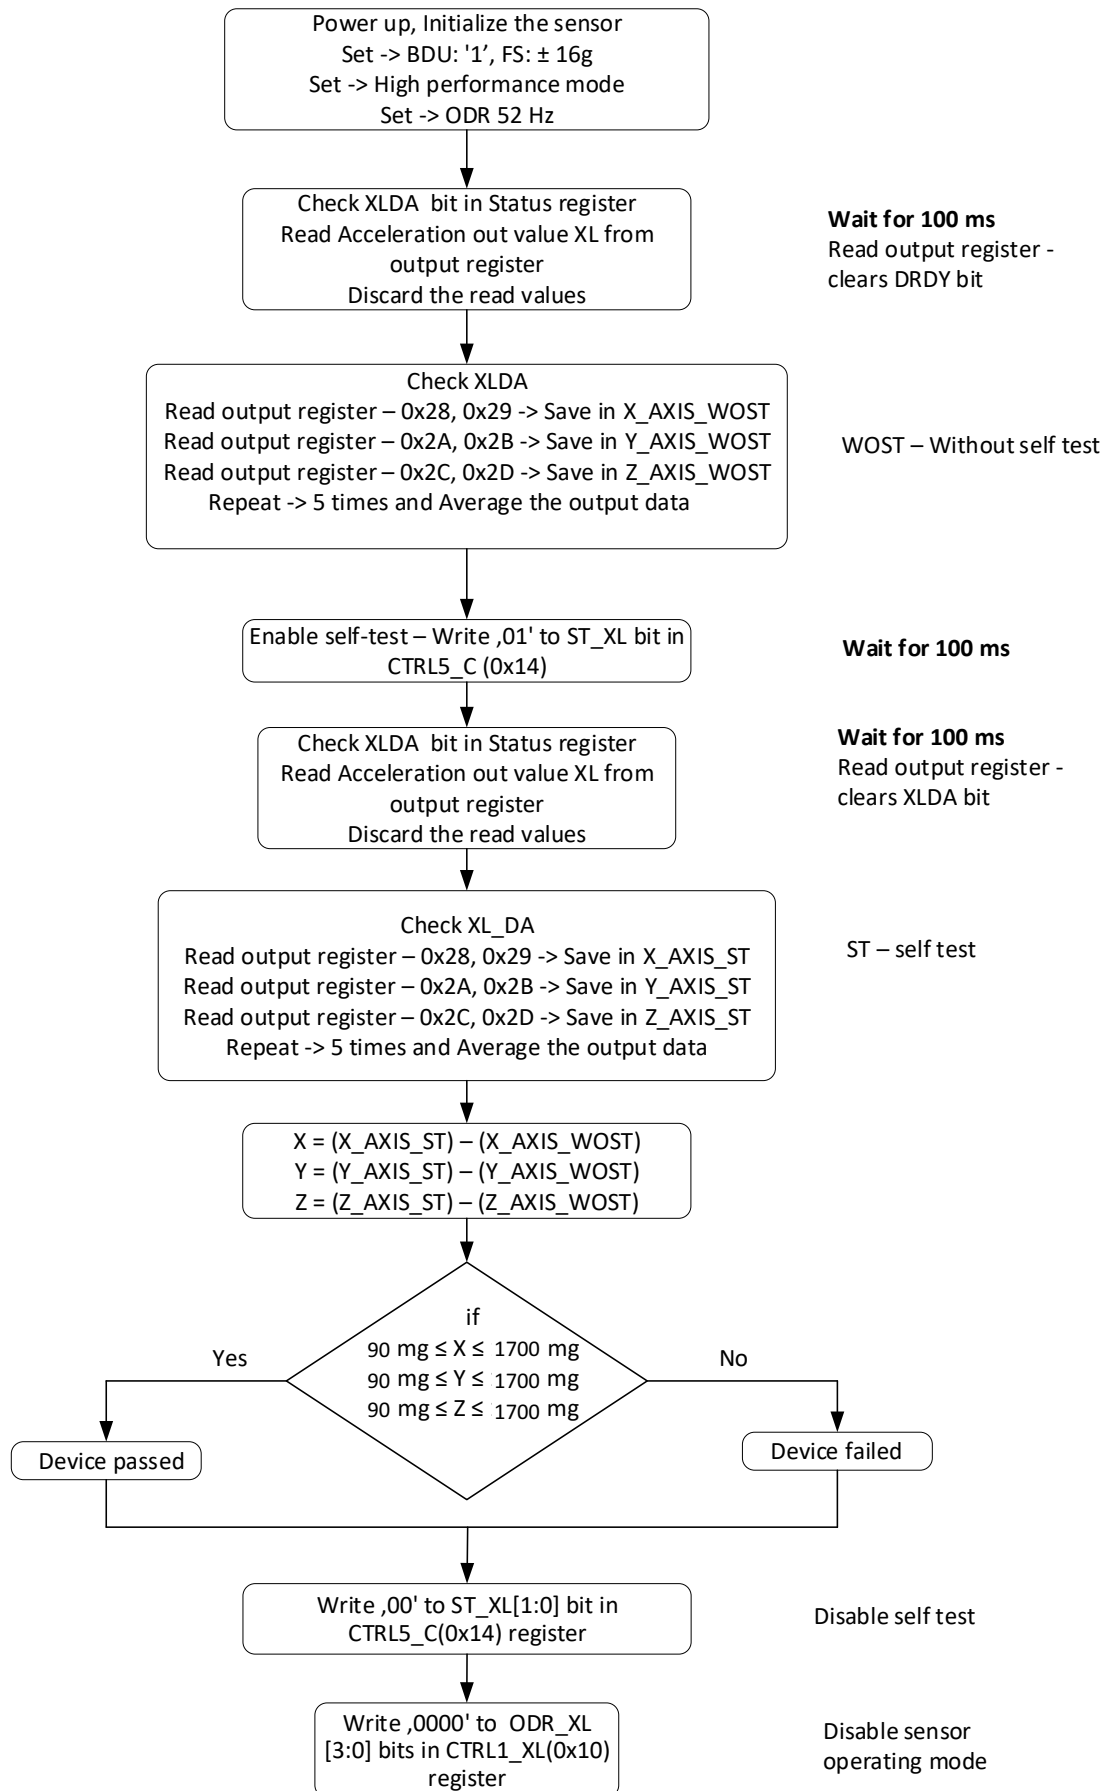 Power up, Initialize the sensor
Set -> BDU: '1’, FS: ± 16g
Set -> High performance mode
Set -> ODR 52 Hz
Check XLDA  bit in Status register
Read Acceleration out value XL from
output register
Discard the read values
Wait for 100 ms
Read output register -
clears DRDY bit
Check XLDA
Read output register – 0x28, 0x29 -> Save in X_AXIS_WOST
Read output register – 0x2A, 0x2B -> Save in Y_AXIS_WOST
Read output register – 0x2C, 0x2D -> Save in Z_AXIS_WOST
Repeat -> 5 times and Average the output data
WOST – Without self test
Enable self-test – Write ‚01' to ST_XL bit in
CTRL5_C (0x14)
Wait for 100 ms
Check XLDA  bit in Status register
Read Acceleration out value XL from
output register
Discard the read values
Wait for 100 ms
Read output register -
clears XLDA bit
Check XL_DA
Read output register – 0x28, 0x29 -> Save in X_AXIS_ST
Read output register – 0x2A, 0x2B -> Save in Y_AXIS_ST
Read output register – 0x2C, 0x2D -> Save in Z_AXIS_ST
Repeat -> 5 times and Average the output data
ST – self test
X = (X_AXIS_ST) – (X_AXIS_WOST)
Y = (Y_AXIS_ST) – (Y_AXIS_WOST)
Z = (Z_AXIS_ST) – (Z_AXIS_WOST)
if
90 mg ≤ X ≤ 1700 mg
90 mg ≤ Y ≤ 1700 mg
90 mg ≤ Z ≤ 1700 mg
Yes
No
Device passed
Device failed
Write ‚00' to ST_XL[1:0] bit in
CTRL5_C(0x14) register
Disable self test
Write ‚0000' to  ODR_XL
[3:0] bits in CTRL1_XL(0x10)
register
Disable sensor
operating mode